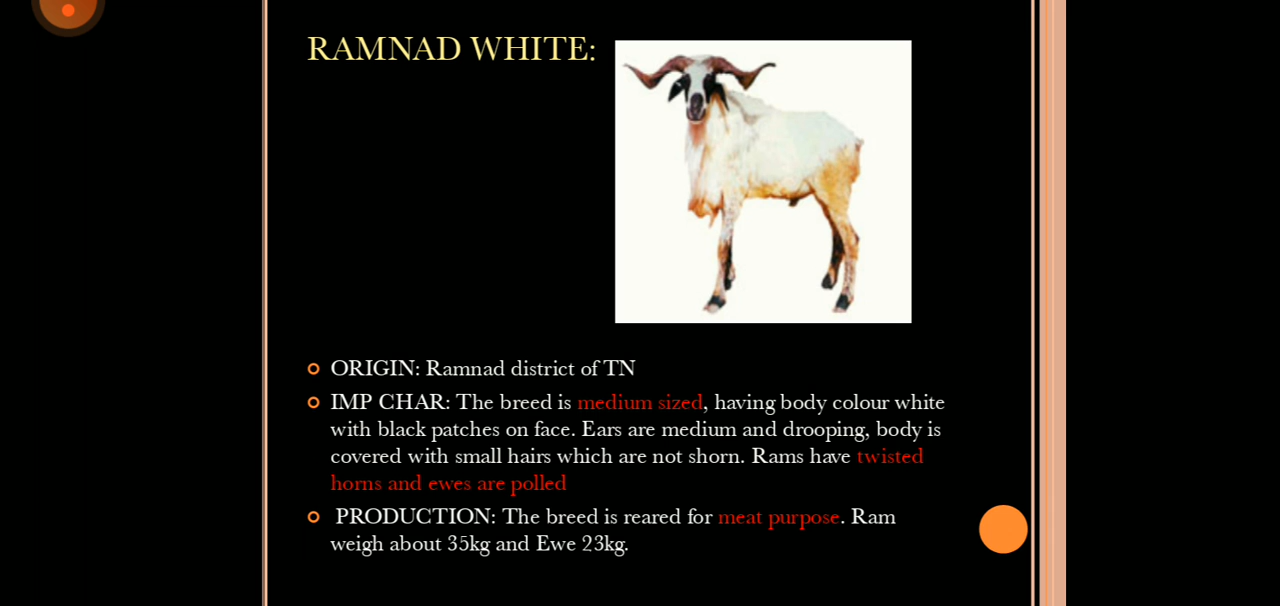 RAMNAD WHITE:
ORIGIN: Ramnad district of TN
IMP CHAR: The breed is medium sized, having body colour white
with black patches on face. Ears are medium and drooping, body is
covered with small hairs which are not shorn. Rams have twisted
horns and ewes are polled
PRODUCTION: The breed is reared for meat purpose. Ram
weigh about 35kg and Ewe 23kg.